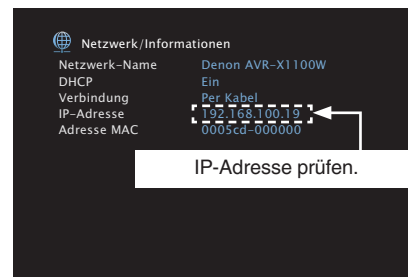 Netzwerk/Informationen
Netzwerk-Name Denon AVR-X1100W
DHCP Ein
Verbindung Per Kabel
IP-Adresse 192.168.100.19
Adresse MAC 0005cd-000000
IP-Adresse prüfen.